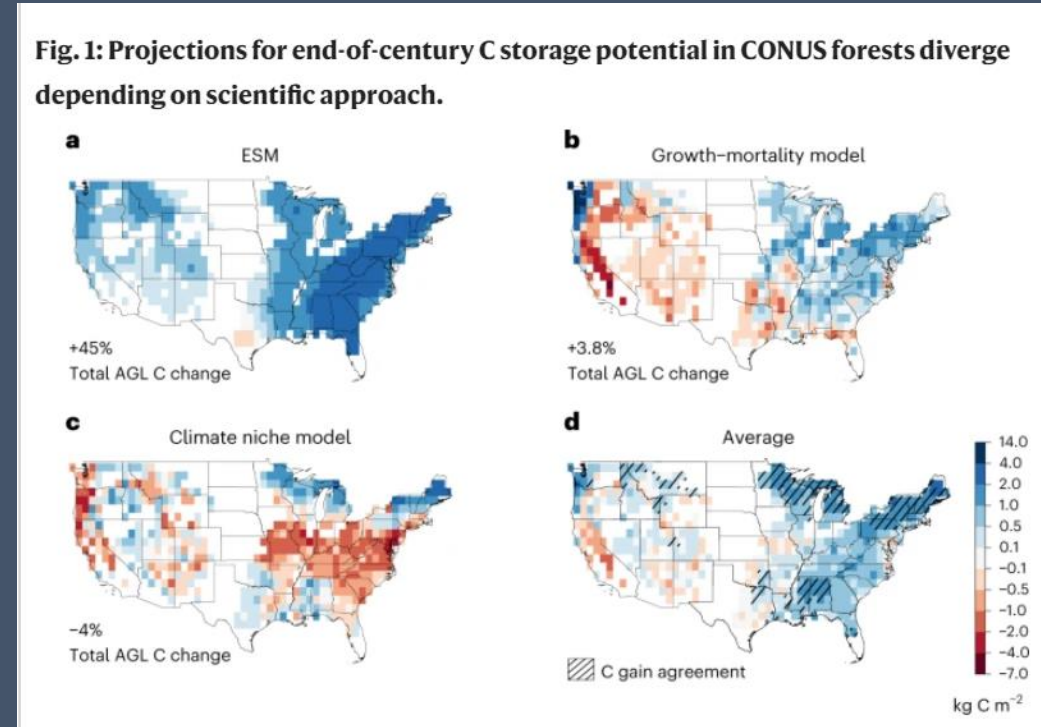 Fig. 1: Projections for end-of-century C storage potential in CONUS forests diverge
depending on scientific approach.
a
ESM
+45%
Total AGL C change
b
Growth–mortality model
+3.8%
Total AGL C change
c
Climate niche model
−4%
Total AGL C change
d
Average
C gain agreement
14.0
4.0
2.0
1.0
0.5
0.1
−0.1
−0.5
−1.0
−2.0
−4.0
−7.0
kg C m⁻²